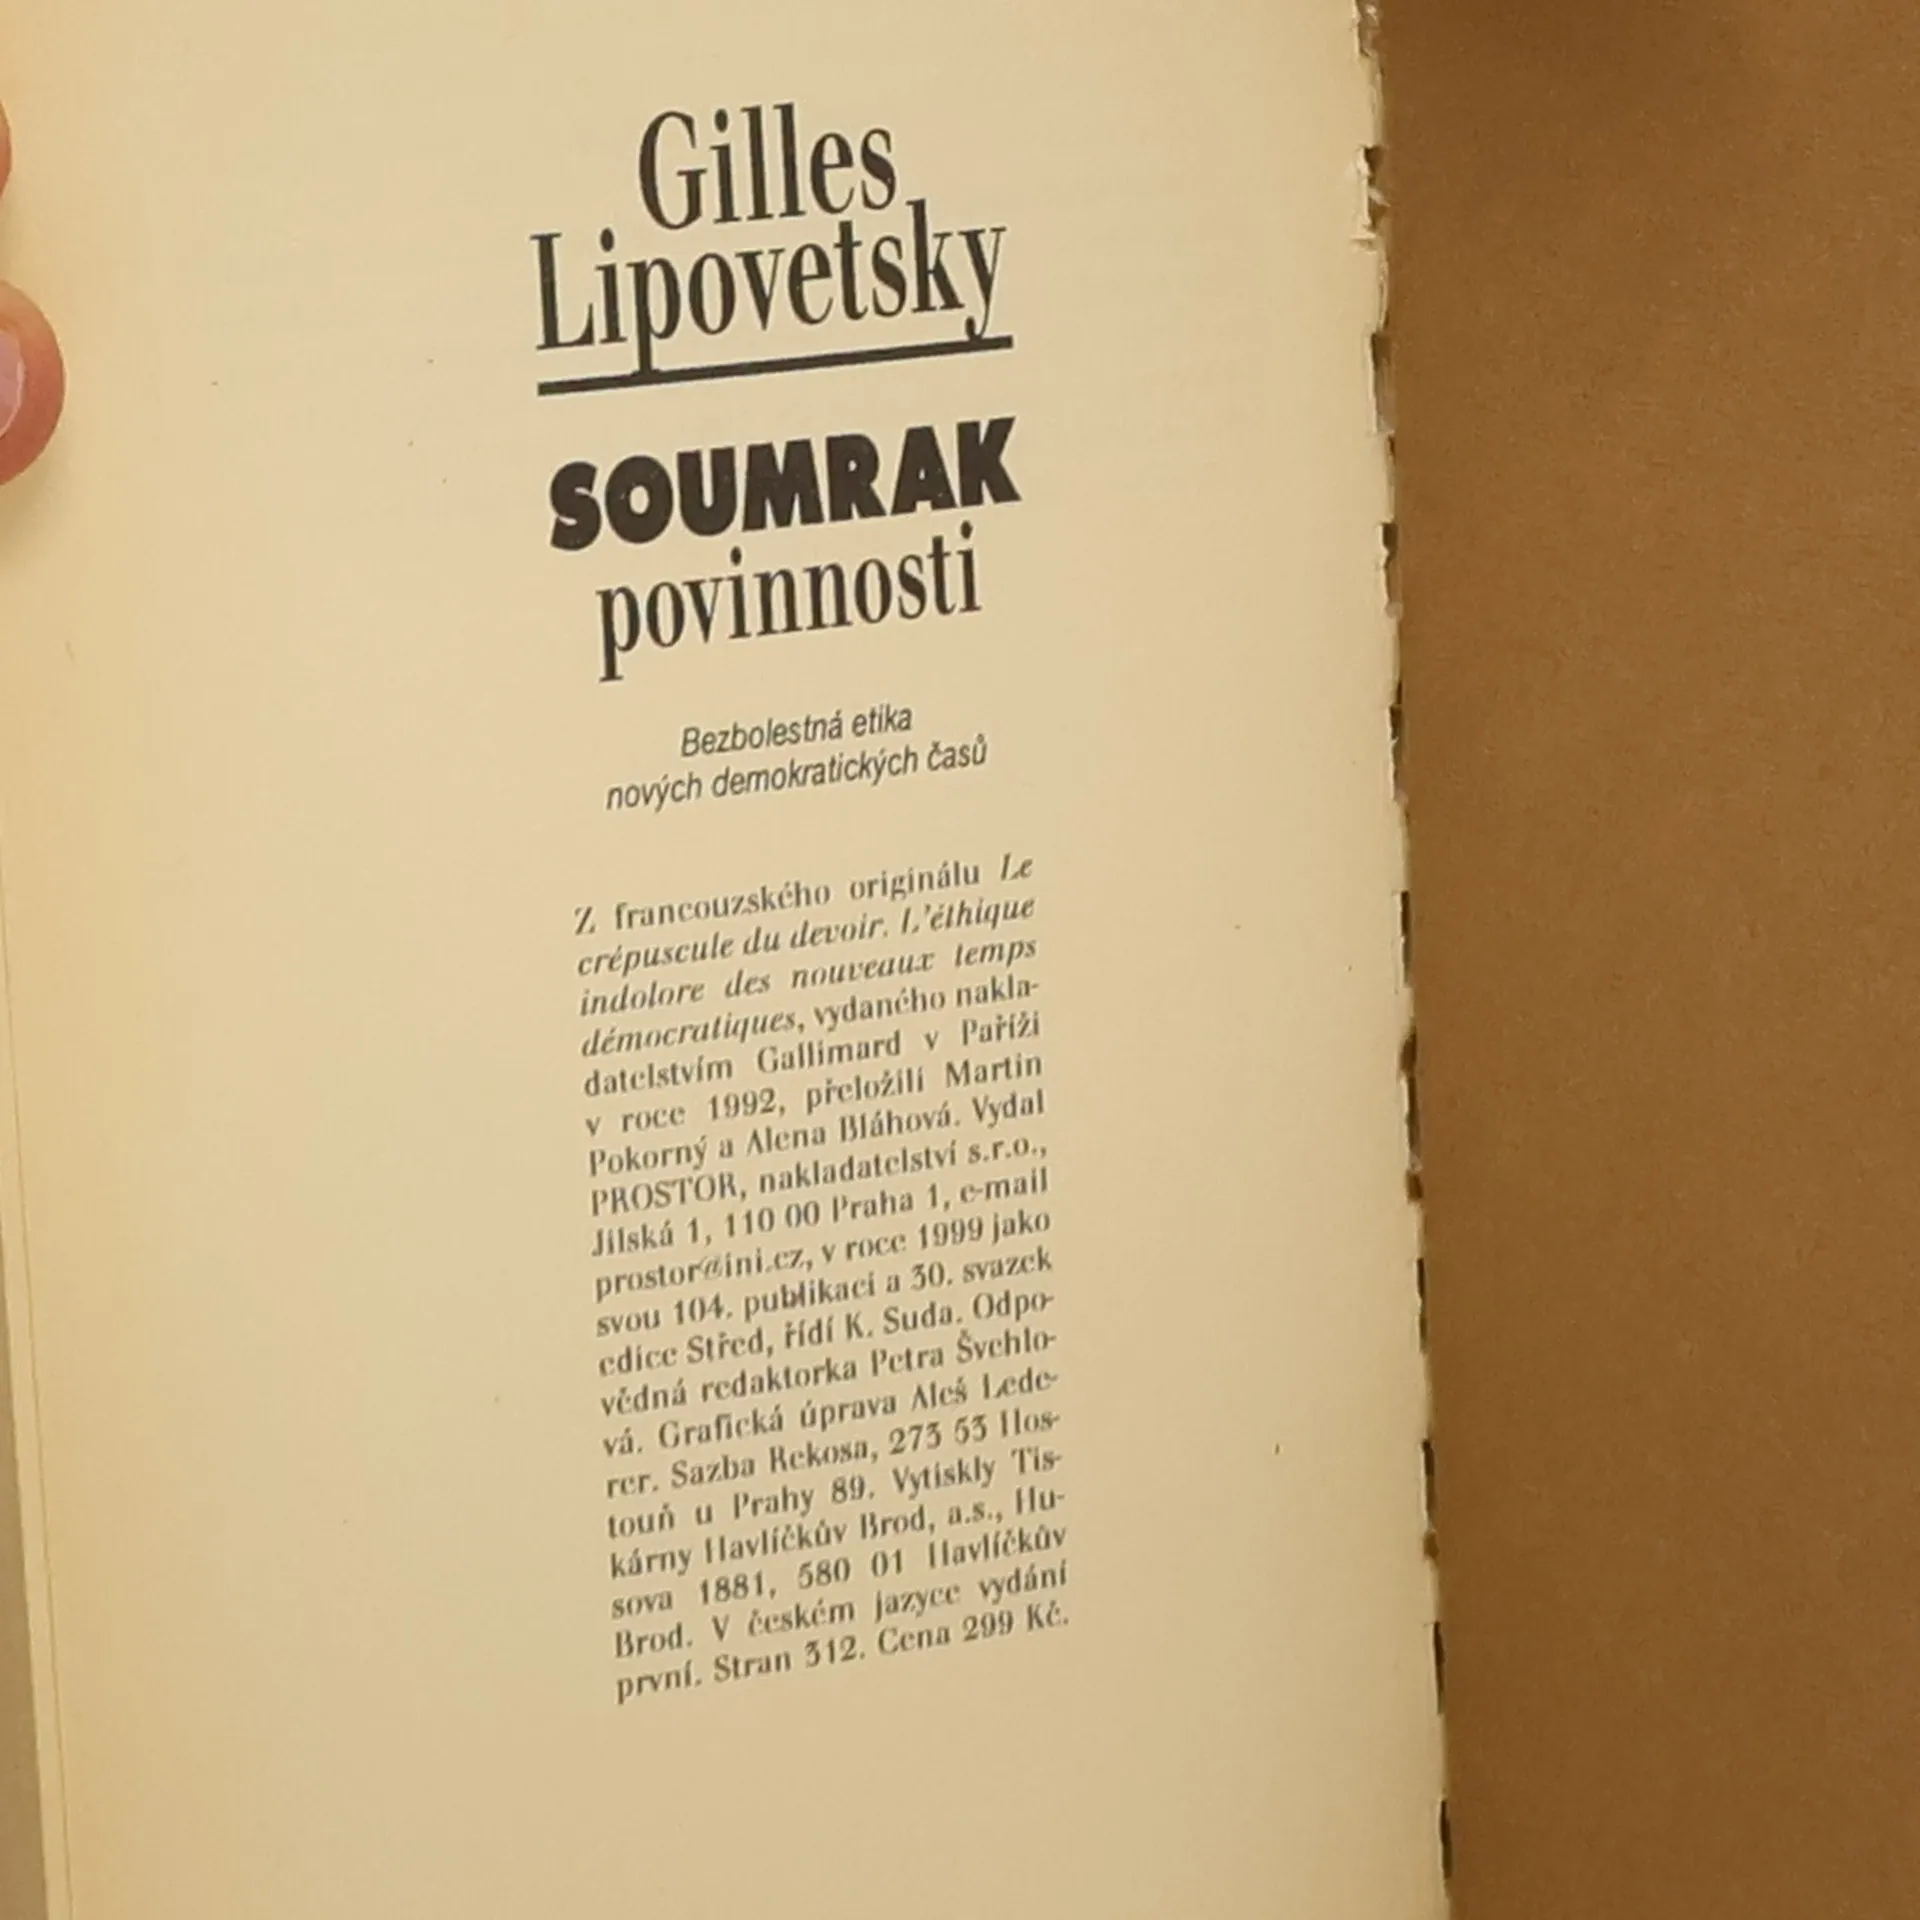 Gilles
Lipovetsky
SOUMRAK
povinnosti
Bezbolestná etika
nových demokratických časů
Z francouzského originálu Le
crépuscule du devoir. L'éthique
indolore des nouveaux temps
démocratiques, vydaného nakla-
datelstvím Gallimard v Paříži
v roce 1992, přeložili Martin
Pokorný a Alena Bláhová. Vydal
PROSTOR, nakladatelství s.r.o.,
Jilská 1, 110 00 Praha 1, e-mail
prostor@ini.cz, v roce 1999 jako
svou 104. publikaci a 30. svazek
edice Střed, řídí K. Suda. Odpo-
vědná redaktorka Petra Švehlo-
vá. Grafická úprava Aleš Lede-
rer. Sazba Rekosa, 273 53 Hos-
touň u Prahy 89. Vytiskly Tis-
kárny Havlíčkův Brod, a.s., Hu-
sova 1881, 580 01 Havlíčkův
Brod. V českém jazyce vydání
první. Stran 312. Cena 299 Kč.